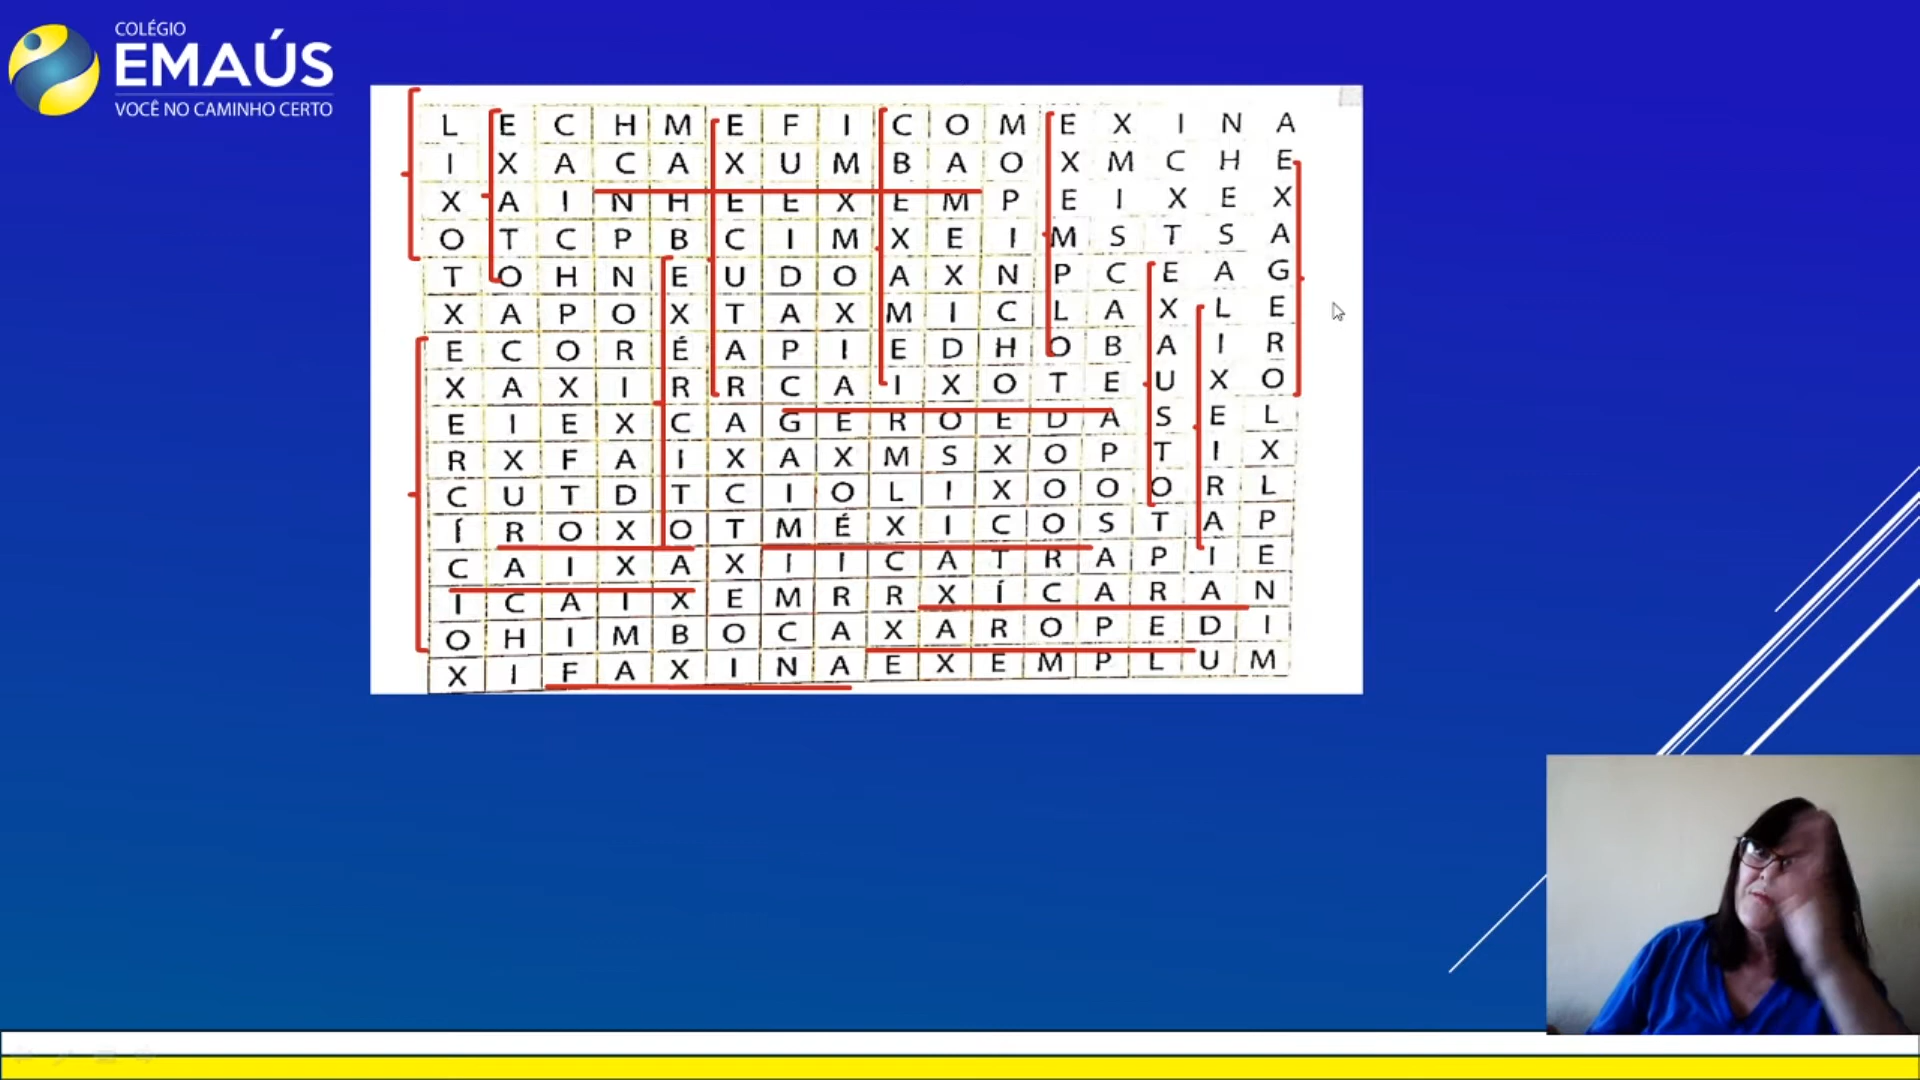 COLÉGIO
EMAÚS
VOCÊ NO CAMINHO CERTO
L E C H M E F I C O M E X I N A
I X A C A X U M B A O X M C H E
X A I N H E E X E M P E I X E X
O T C P B C I M X E I M S T S A
T O H N E U D O A X N P C E A G
X A P O X T A X M I C L A X L E
E C O R É A P I E D H O B A I R
X A X I R R C A I X O T E U X O
E I E X C A G E R O E D A S E L
R X F A I X A X M S X O P T I X
C U T D T C I O L I X O O O R L
Í R O X O T M É X I C O S T A P
C A I X A X I I C A T R A P I E
I C A I X E M R R X Í C A R A N
O H I M B O C A X A R O P E D I
X I F A X I N A E X E M P L U M